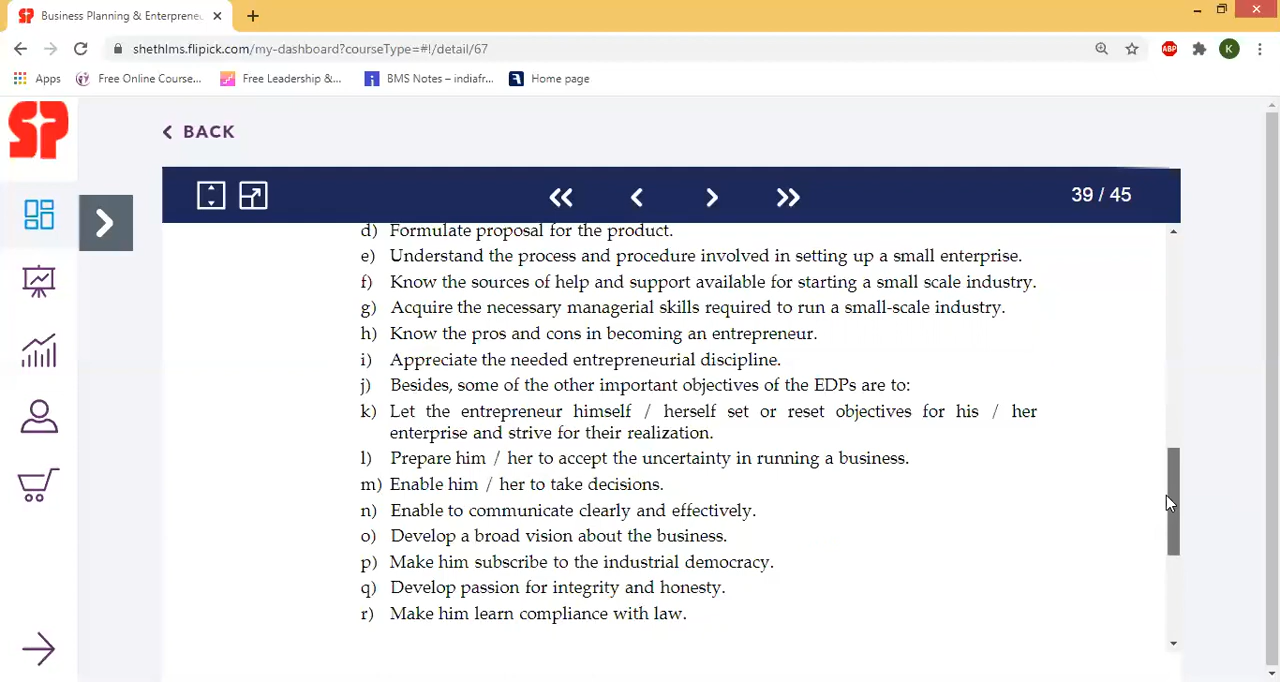 Business Planning & Enterprene
shethlms.flipick.com/my-dashboard?courseType=#!/detail/67
ABP
K
Apps
Free Online Course...
Free Leadership &...
BMS Notes – indiafr...
Home page
SP
BACK
39 / 45
d) Formulate proposal for the product.
e) Understand the process and procedure involved in setting up a small enterprise.
f) Know the sources of help and support available for starting a small scale industry.
g) Acquire the necessary managerial skills required to run a small-scale industry.
h) Know the pros and cons in becoming an entrepreneur.
i) Appreciate the needed entrepreneurial discipline.
j) Besides, some of the other important objectives of the EDPs are to:
k) Let the entrepreneur himself / herself set or reset objectives for his / her
enterprise and strive for their realization.
l) Prepare him / her to accept the uncertainty in running a business.
m) Enable him / her to take decisions.
n) Enable to communicate clearly and effectively.
o) Develop a broad vision about the business.
p) Make him subscribe to the industrial democracy.
q) Develop passion for integrity and honesty.
r) Make him learn compliance with law.